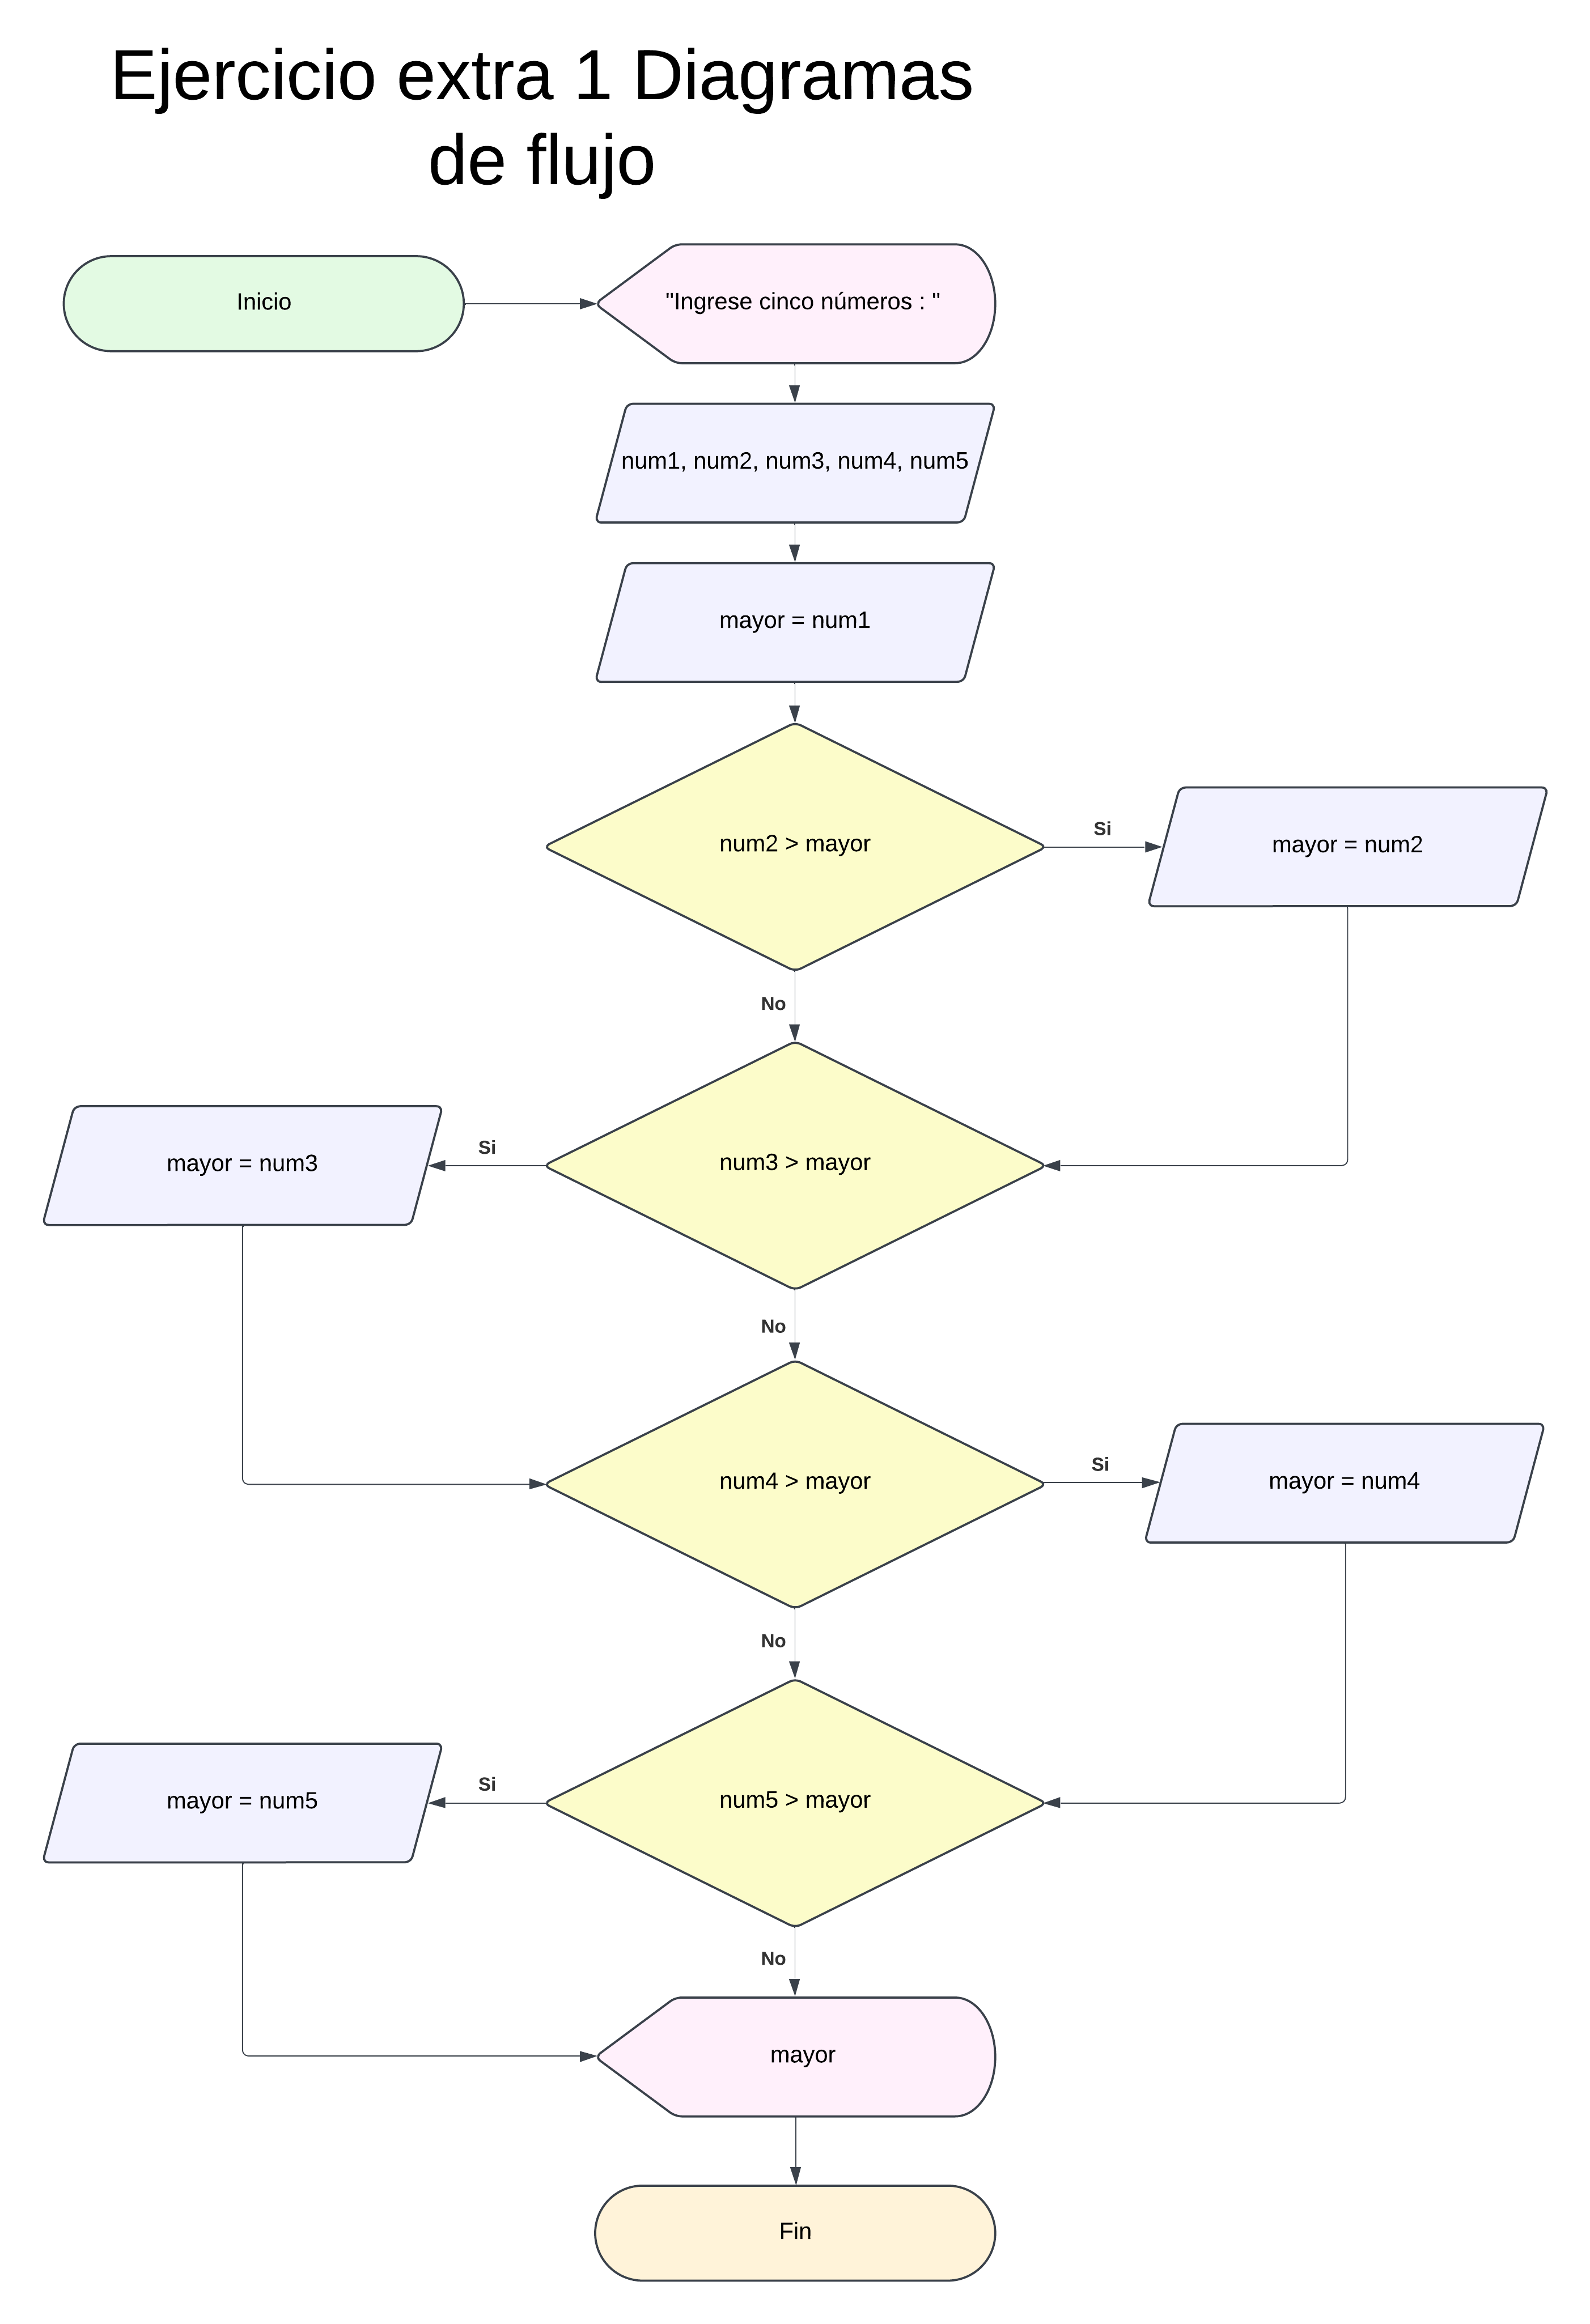 Ejercicio extra 1 Diagramas
de flujo
Inicio
"Ingrese cinco números : "
num1, num2, num3, num4, num5
mayor = num1
num2 > mayor
Si
mayor = num2
No
num3 > mayor
Si
mayor = num3
No
num4 > mayor
Si
mayor = num4
No
num5 > mayor
Si
mayor = num5
No
mayor
Fin